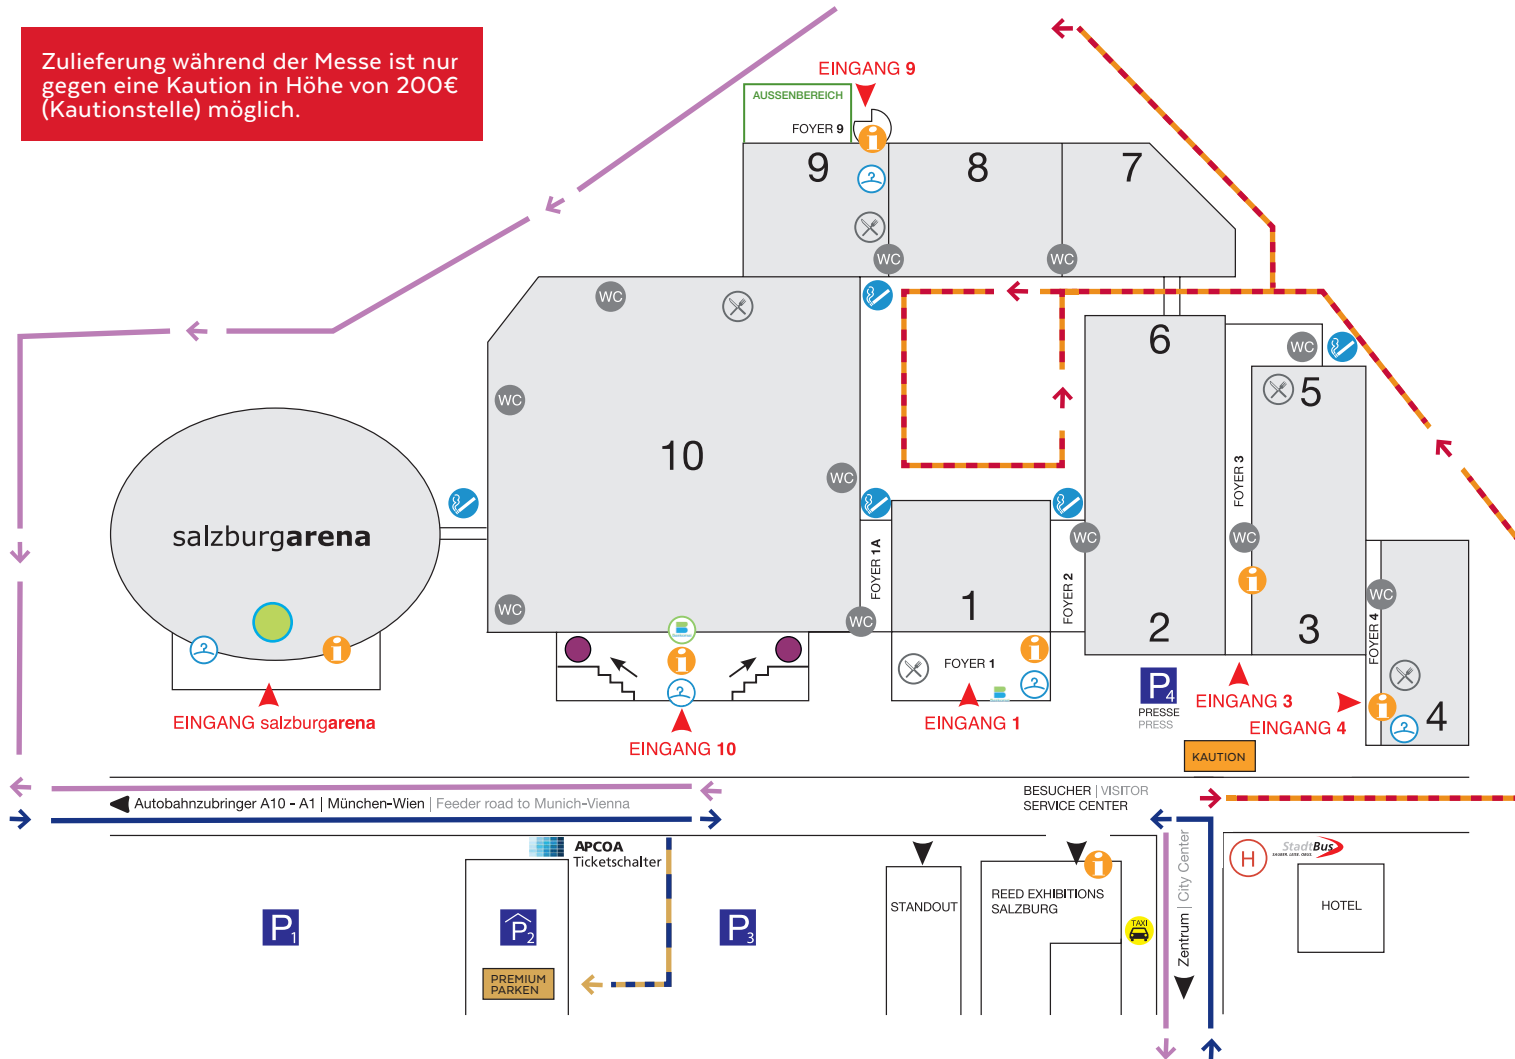 Zulieferung während der Messe ist nur
gegen eine Kaution in Höhe von 200€
(Kautionstelle) möglich.
EINGANG 9
AUSSENBEREICH
FOYER 9
9
8
7
WC
WC
WC
6
WC
5
WC
10
WC
FOYER 3
salzburgarena
WC
WC
FOYER 1A
FOYER 2
1
2
3
WC
WC
WC
FOYER 4
FOYER 1
4
P4
PRESSE
PRESS
EINGANG salzburgarena
EINGANG 10
EINGANG 1
EINGANG 3
EINGANG 4
KAUTION
Autobahnzubringer A10 - A1 | München-Wien | Feeder road to Munich-Vienna
BESUCHER | VISITOR
SERVICE CENTER
APCOA
Ticketschalter
P1
P2
P3
PREMIUM
PARKEN
STANDOUT
REED EXHIBITIONS
SALZBURG
TAXI
Zentrum | City Center
H
StadtBus
HOTEL